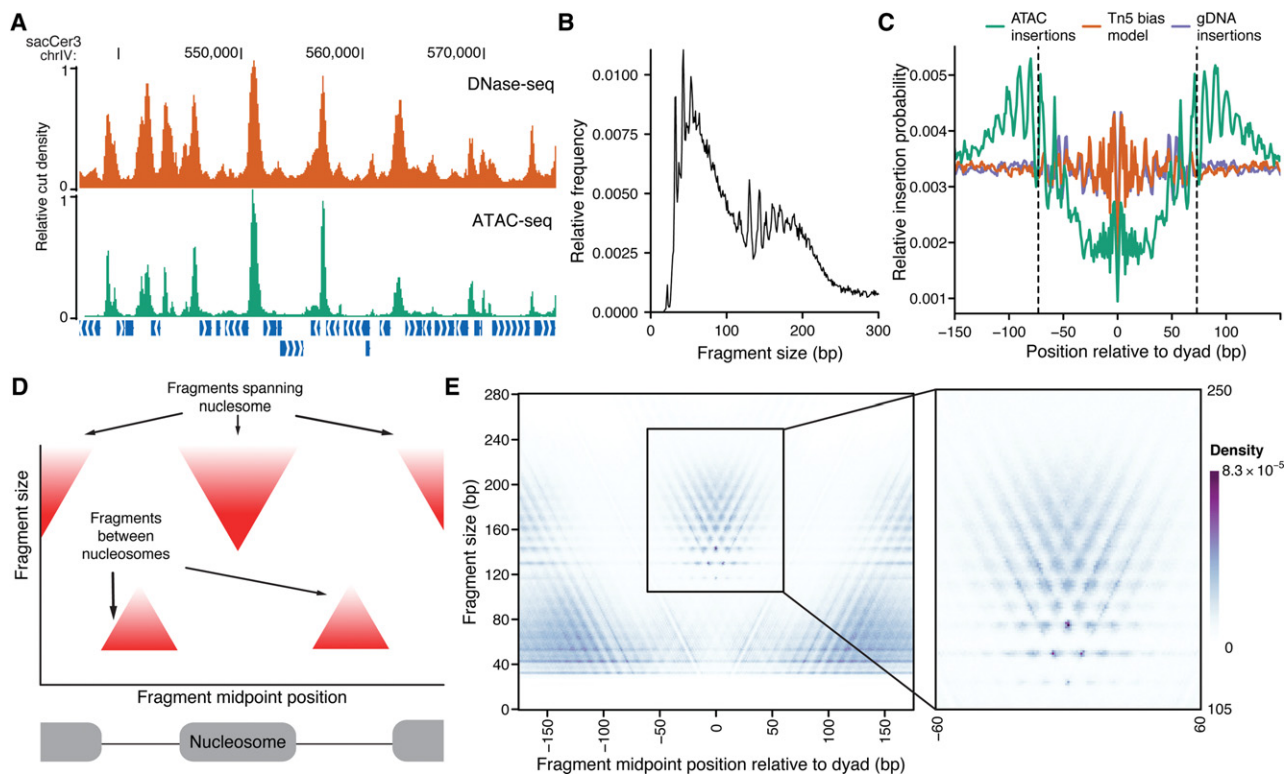 A
sacCer3
chrIV:
550,000
560,000
570,000
1
DNase-seq
0
1
ATAC-seq
0
Relative cut density
B
0.0100
0.0075
0.0050
0.0025
0.0000
Relative frequency
0
100
200
300
Fragment size (bp)
C
ATAC insertions
Tn5 bias model
gDNA insertions
0.005
0.004
0.003
0.002
0.001
Relative insertion probability
−150
−100
−50
0
50
100
Position relative to dyad (bp)
D
Fragments spanning
nuclesome
Fragments
between
nucleosomes
Fragment size
Fragment midpoint position
Nucleosome
E
280
240
200
160
120
80
40
0
Fragment size (bp)
−150
−100
−50
0
50
100
150
Fragment midpoint position relative to dyad (bp)
250
105
−60
60
Density
8.3 × 10−5
0